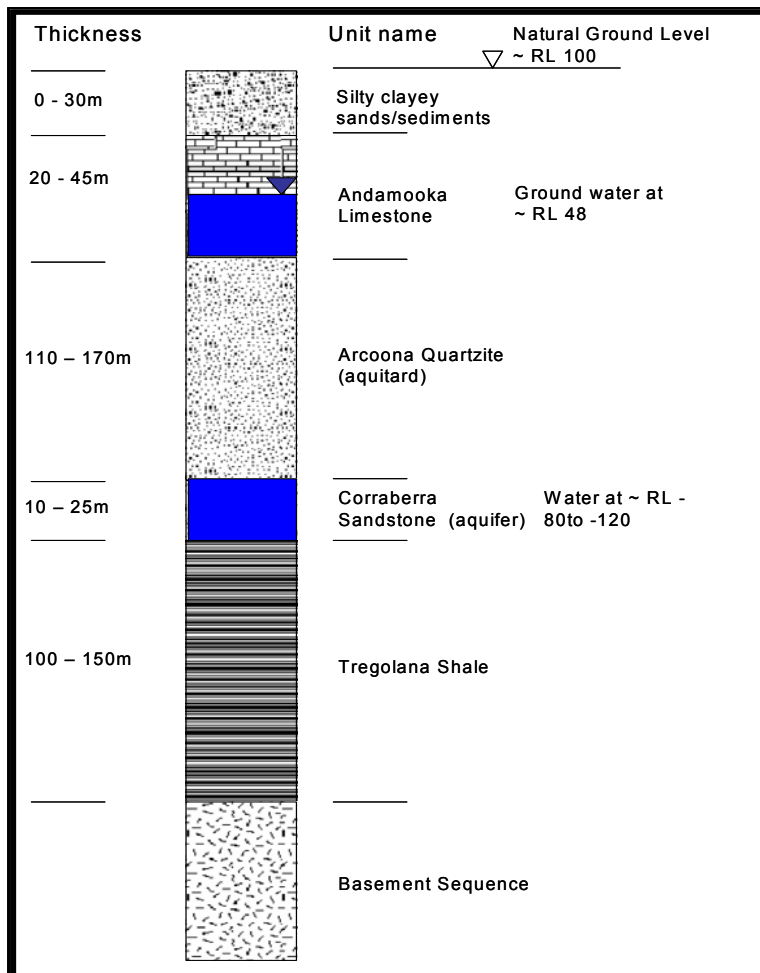 Thickness
Unit name
Natural Ground Level
~ RL 100
0 - 30m
Silty clayey
sands/sediments
20 - 45m
Andamooka
Limestone
Ground water at
~ RL 48
110 – 170m
Arcoona Quartzite
(aquitard)
10 – 25m
Corraberra
Sandstone (aquifer)
Water at ~ RL -
80to -120
100 – 150m
Tregolana Shale
Basement Sequence